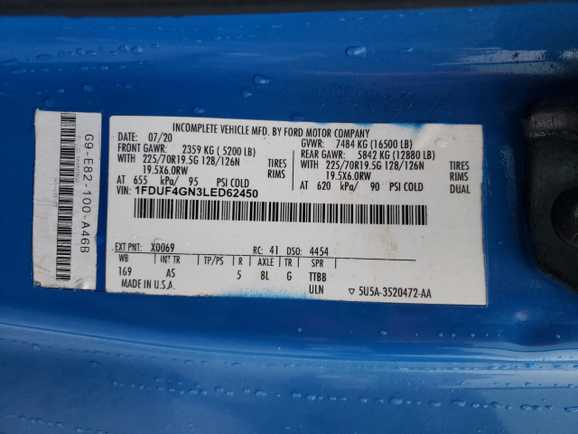 INCOMPLETE VEHICLE MFD. BY FORD MOTOR COMPANY
DATE: 07/20 GVWR: 7484 KG (16500 LB)
FRONT GAWR: 2359 KG ( 5200 LB) REAR GAWR: 5842 KG (12880 LB)
WITH 225/70R19.5G 128/126N TIRES WITH 225/70R19.5G 128/126N TIRES
19.5X6.0RW RIMS 19.5X6.0RW RIMS
AT 655 kPa/ 95 PSI COLD AT 620 kPa/ 90 PSI COLD DUAL
VIN: 1FDUF4GN3LED62450
EXT PNT: X0069 RC: 41 DSO: 4454
WB INT TR TP/PS R AXLE TR SPR
169 AS 5 8L G TTBB
MADE IN U.S.A. ULN ▽ 5U5A-3520472-AA
G9-E82-100-A46B